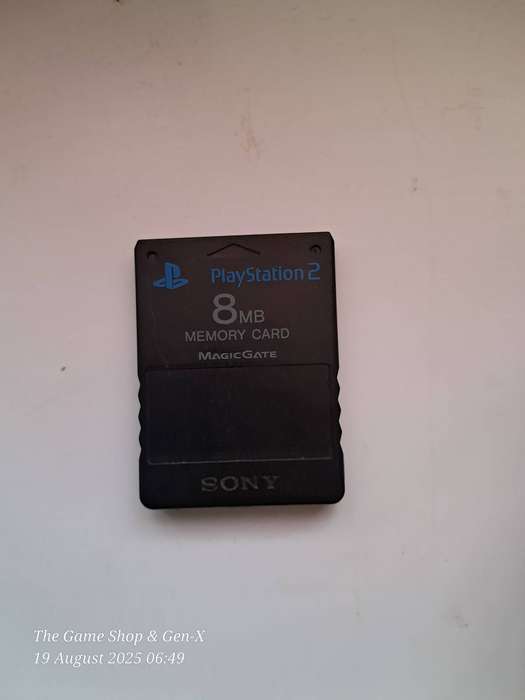 PlayStation 2
8MB
MEMORY CARD
MAGICGATE
SONY
The Game Shop & Gen-X
19 August 2025 06:49